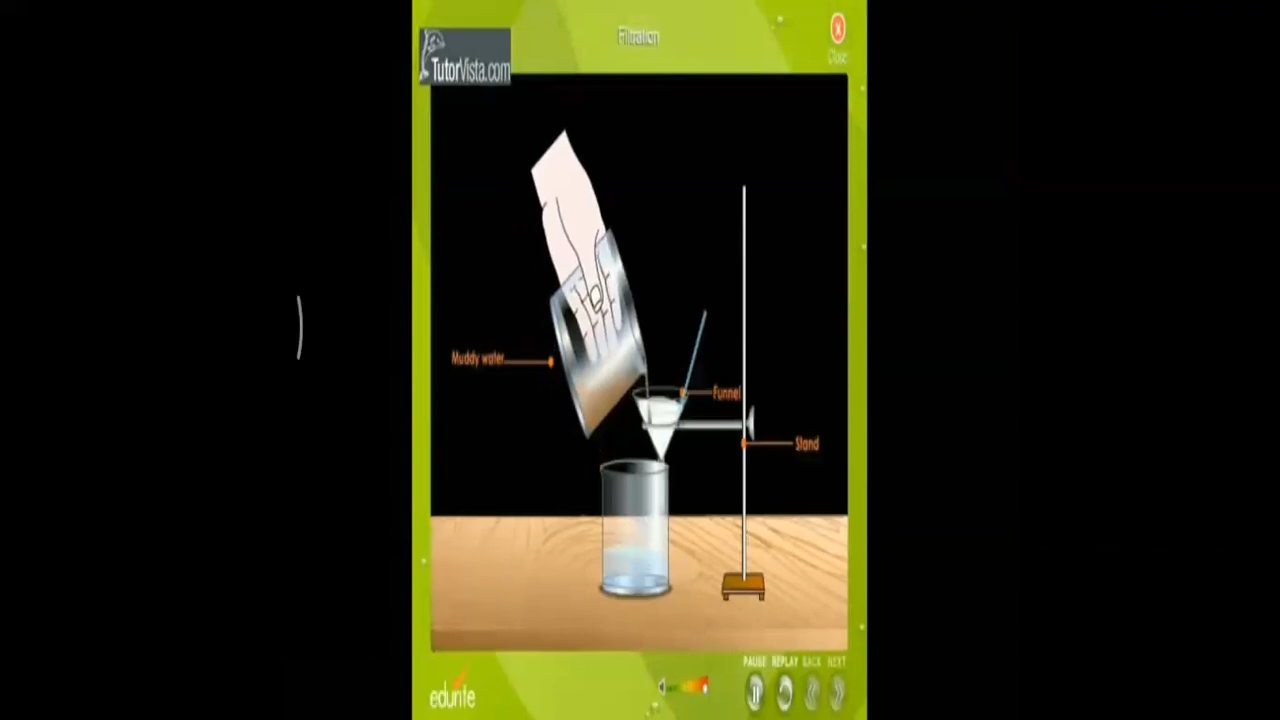 Filtration
Close
TutorVista.com
Muddy water
Funnel
Stand
PAUSE REPLAY BACK NEXT
edurite